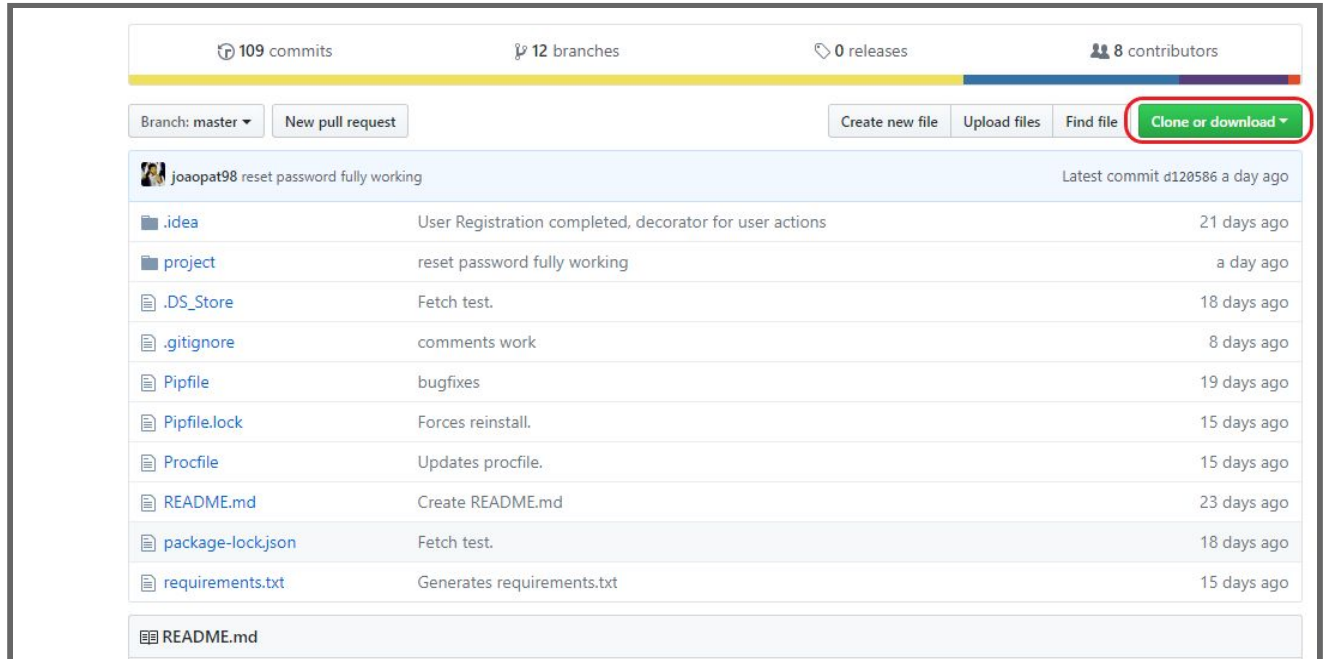 109 commits 12 branches 0 releases 8 contributors
Branch: master New pull request Create new file Upload files Find file Clone or download
joaopat98 reset password fully working Latest commit d120586 a day ago
.idea User Registration completed, decorator for user actions 21 days ago
project reset password fully working a day ago
.DS_Store Fetch test. 18 days ago
.gitignore comments work 8 days ago
Pipfile bugfixes 19 days ago
Pipfile.lock Forces reinstall. 15 days ago
Procfile Updates procfile. 15 days ago
README.md Create README.md 23 days ago
package-lock.json Fetch test. 18 days ago
requirements.txt Generates requirements.txt 15 days ago
README.md